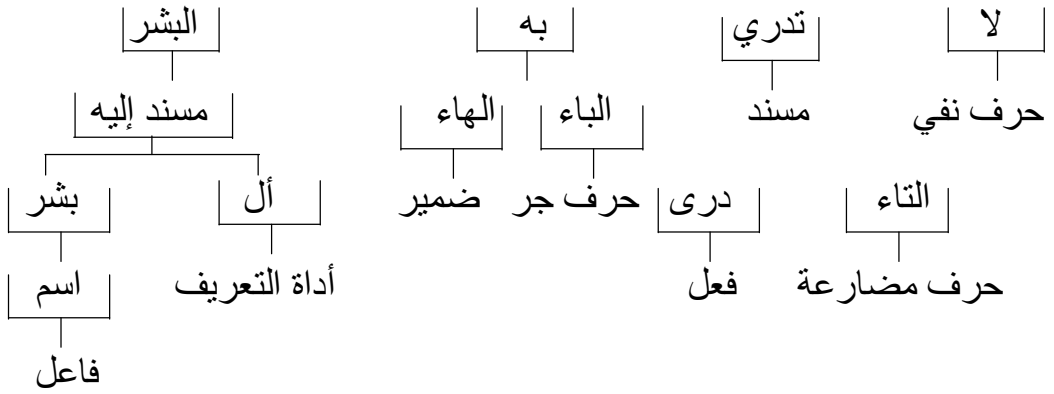 لا تدري به البشر
حرف نفي مسند الباء الهاء مسند إليه
التاء درى حرف جر ضمير أل بشر
حرف مضارعة فعل أداة التعريف اسم
فاعل